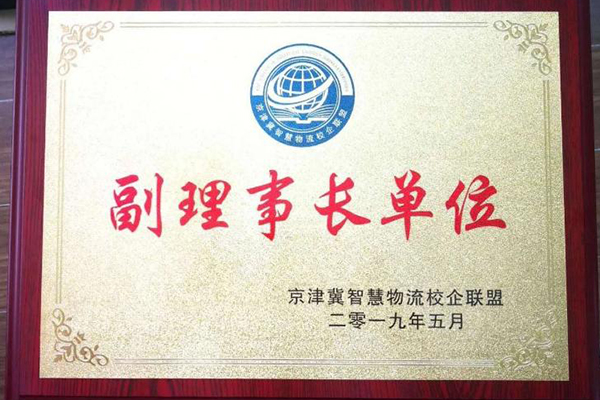 京津冀智慧物流校企联盟
副理事长单位
京津冀智慧物流校企联盟
二零一九年五月